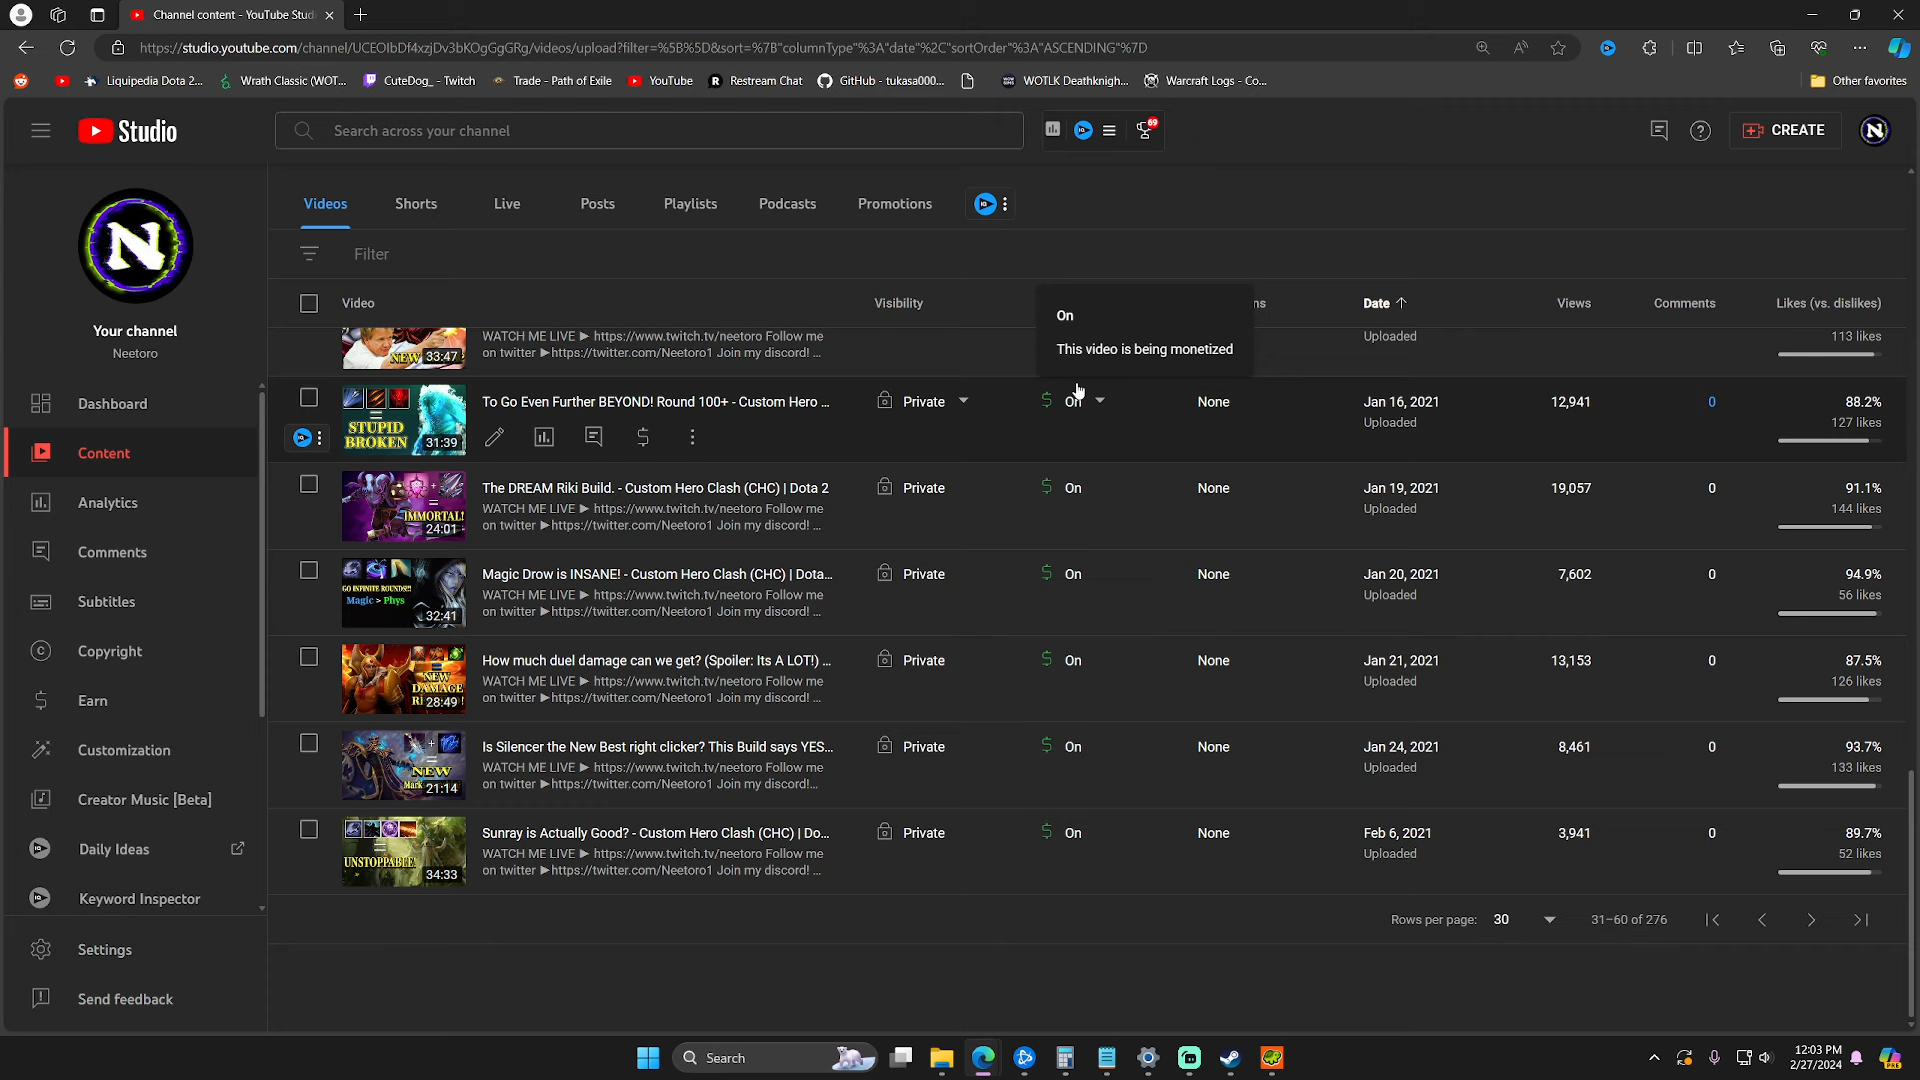 Channel content - YouTube Stud
https://studio.youtube.com/channel/UCEOIbDf4xzjDv3bKOgGgGRg/videos/upload?filter=%5B%5D&sort=%7B"columnType"%3A"date"%2C"sortOrder"%3A"ASCENDING"%7D
Liquipedia Dota 2...
Wrath Classic (WOT...
CuteDog_ - Twitch
Trade - Path of Exile
YouTube
Restream Chat
GitHub - tukasa000...
WOTLK Deathknigh...
Warcraft Logs - Co...
Other favorites
Studio
Search across your channel
69
CREATE
N
N
Your channel
Neetoro
Dashboard
Content
Analytics
Comments
Subtitles
Copyright
Earn
Customization
Creator Music [Beta]
Daily Ideas
Keyword Inspector
Settings
Send feedback
Videos Shorts Live Posts Playlists Podcasts Promotions
Filter
Video Visibility ns Date Views Comments Likes (vs. dislikes)
On
This video is being monetized
NEW 33:47
WATCH ME LIVE ► https://www.twitch.tv/neetoro Follow me
on twitter ►https://twitter.com/Neetoro1 Join my discord! ...
Uploaded
113 likes
STUPID
BROKEN 31:39
To Go Even Further BEYOND! Round 100+ - Custom Hero ...
Private On None Jan 16, 2021 12,941 0 88.2%
Uploaded 127 likes
IMMORTAL!
24:01
The DREAM Riki Build. - Custom Hero Clash (CHC) | Dota 2
WATCH ME LIVE ► https://www.twitch.tv/neetoro Follow me
on twitter ►https://twitter.com/Neetoro1 Join my discord! ...
Private On None Jan 19, 2021 19,057 0 91.1%
Uploaded 144 likes
GO INFINITE ROUNDS!!!
Magic > Phys
32:41
Magic Drow is INSANE! - Custom Hero Clash (CHC) | Dota...
WATCH ME LIVE ► https://www.twitch.tv/neetoro Follow me
on twitter ►https://twitter.com/Neetoro1 Join my discord! ...
Private On None Jan 20, 2021 7,602 0 94.9%
Uploaded 56 likes
NEW
DAMAGE
28:49
How much duel damage can we get? (Spoiler: Its A LOT!) ...
WATCH ME LIVE ► https://www.twitch.tv/neetoro Follow me
on twitter ►https://twitter.com/Neetoro1 Join my discord! ...
Private On None Jan 21, 2021 13,153 0 87.5%
Uploaded 126 likes
NEW
Mark 21:14
Is Silencer the New Best right clicker? This Build says YES...
WATCH ME LIVE ► https://www.twitch.tv/neetoro Follow me
on twitter ►https://twitter.com/Neetoro1 Join my discord!...
Private On None Jan 24, 2021 8,461 0 93.7%
Uploaded 133 likes
UNSTOPPABLE!
34:33
Sunray is Actually Good? - Custom Hero Clash (CHC) | Do...
WATCH ME LIVE ► https://www.twitch.tv/neetoro Follow me
on twitter ►https://twitter.com/Neetoro1 Join my discord! ...
Private On None Feb 6, 2021 3,941 0 89.7%
Uploaded 52 likes
Rows per page: 30 31–60 of 276
Search
12:03 PM
2/27/2024
PRE